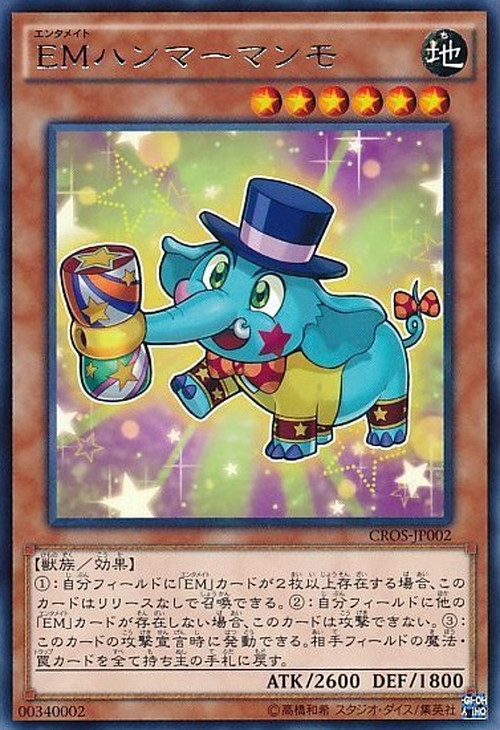 エンタメイト
EMハンマーマンモ
地
CROS-JP002
【獣族／効果】
①：自分フィールドに「EM」カードが２枚以上存在する場合、この
カードはリリースなしで召喚できる。②：自分フィールドに他の
「EM」カードが存在しない場合、このカードは攻撃できない。③：
このカードの攻撃宣言時に発動できる。相手フィールドの魔法・
罠カードを全て持ち主の手札に戻す。
ATK/2600 DEF/1800
00340002
©高橋和希 スタジオ・ダイス/集英社